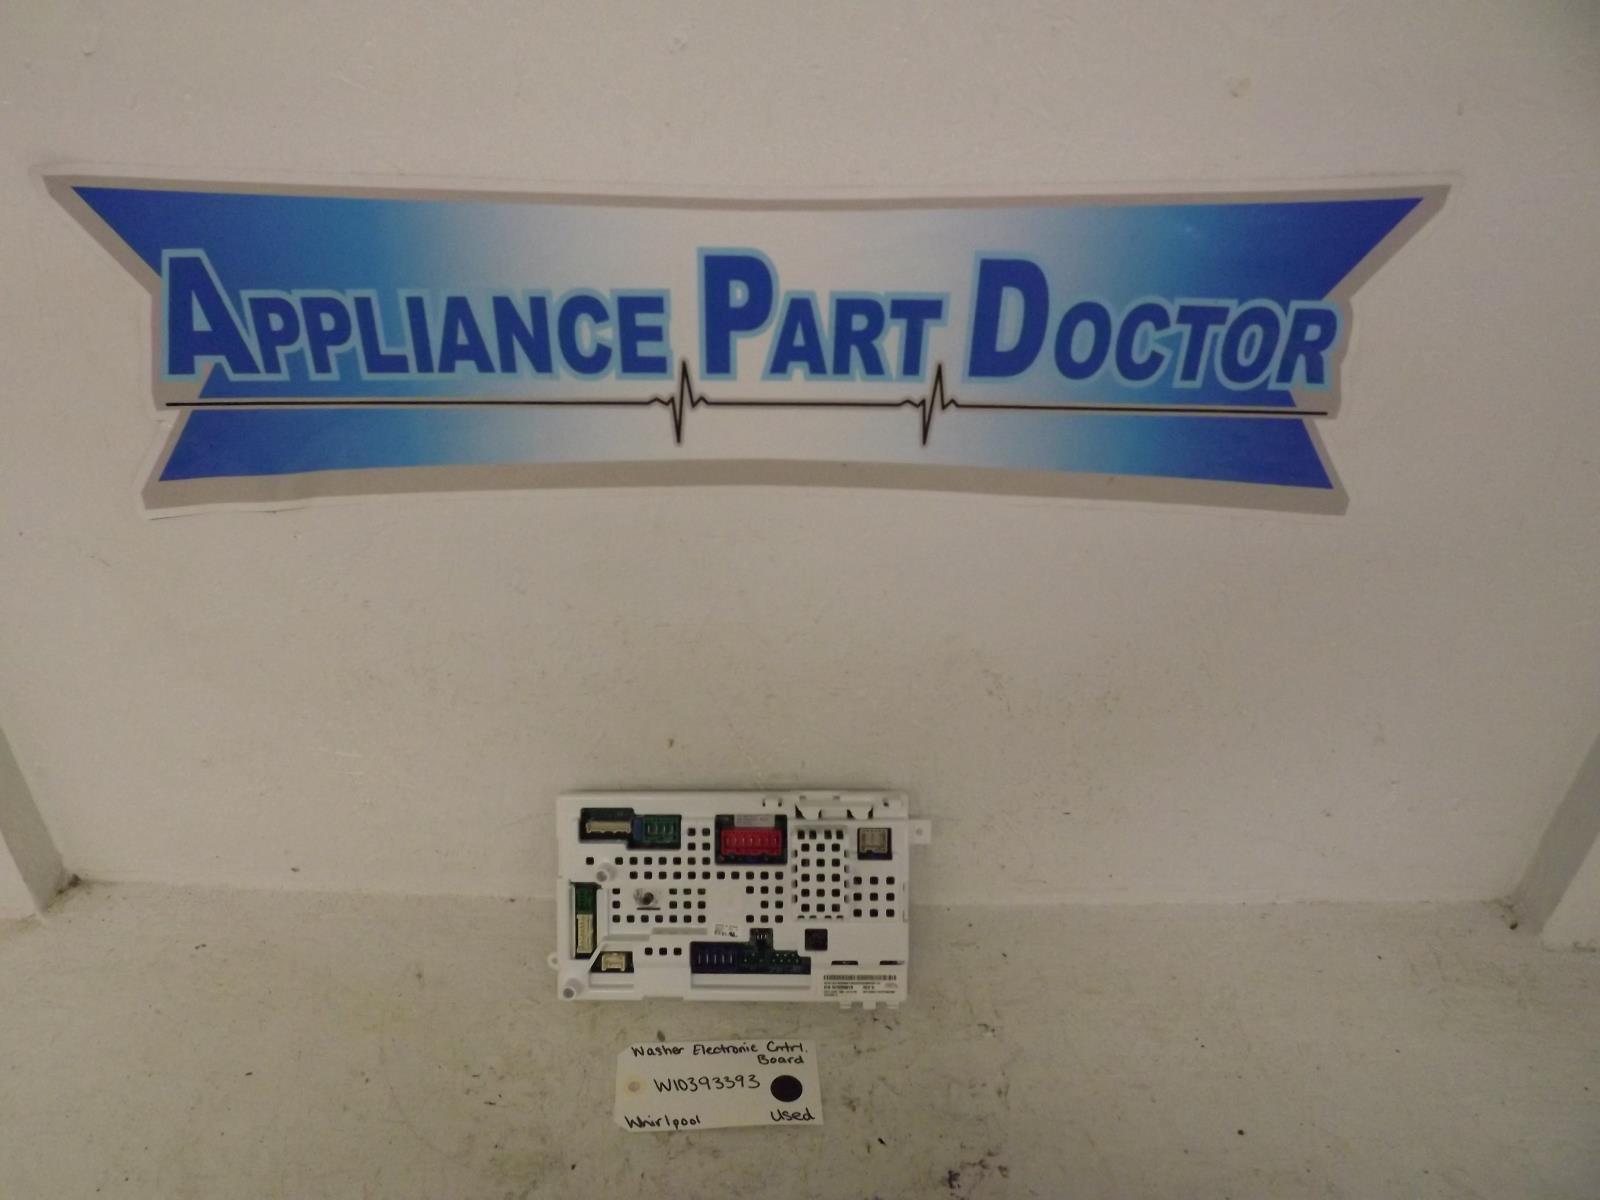 APPLIANCE PART DOCTOR
Washer Electronic Cntrl.
Board
W10393393
Whirlpool
Used